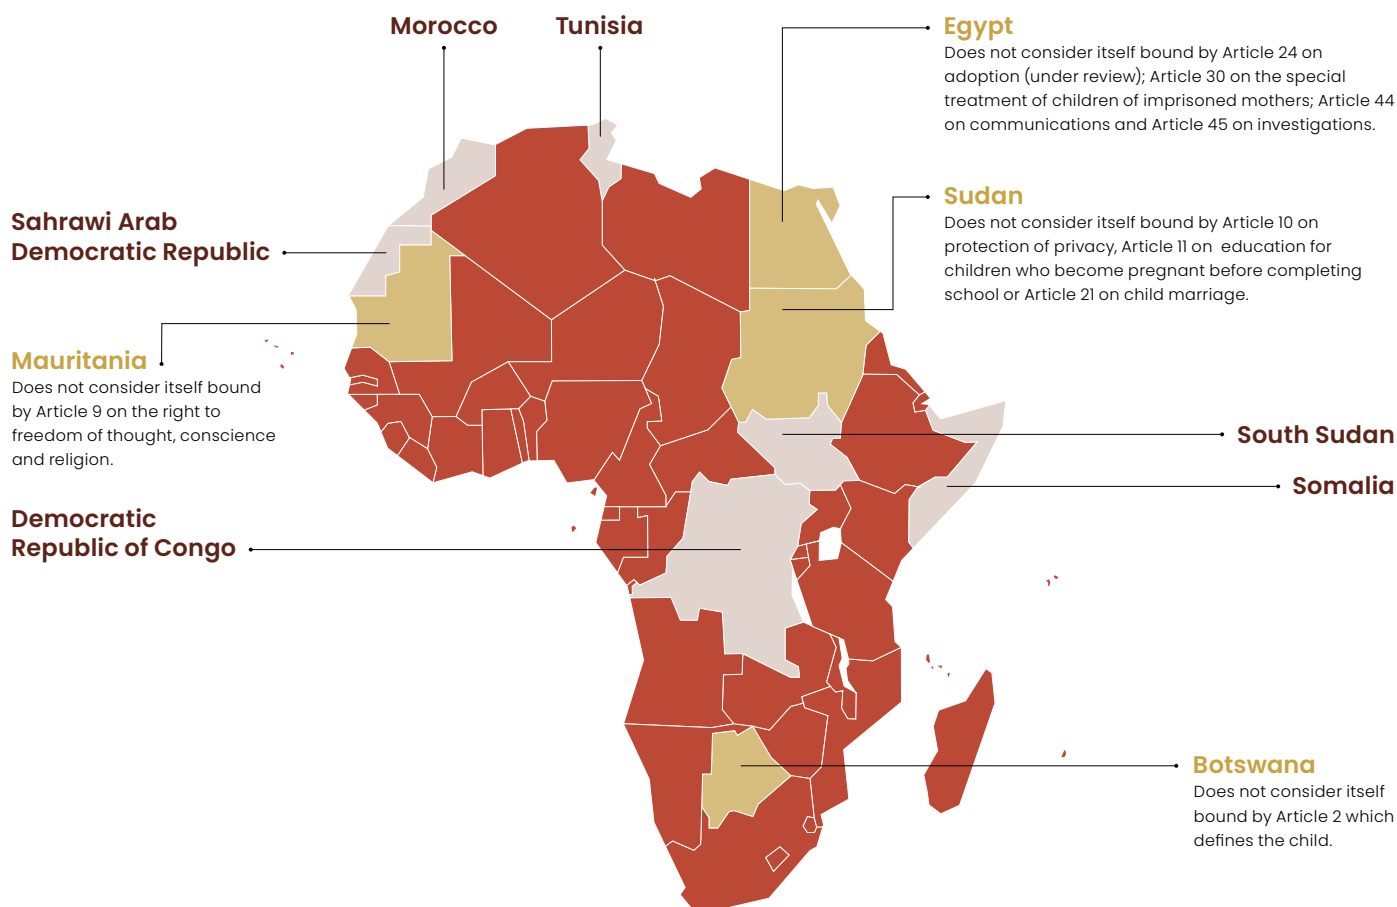 Morocco
Tunisia
Egypt
Does not consider itself bound by Article 24 on
adoption (under review); Article 30 on the special
treatment of children of imprisoned mothers; Article 44
on communications and Article 45 on investigations.
Sudan
Does not consider itself bound by Article 10 on
protection of privacy, Article 11 on education for
children who become pregnant before completing
school or Article 21 on child marriage.
Sahrawi Arab
Democratic Republic
Mauritania
Does not consider itself bound
by Article 9 on the right to
freedom of thought, conscience
and religion.
South Sudan
Somalia
Democratic
Republic of Congo
Botswana
Does not consider itself
bound by Article 2 which
defines the child.